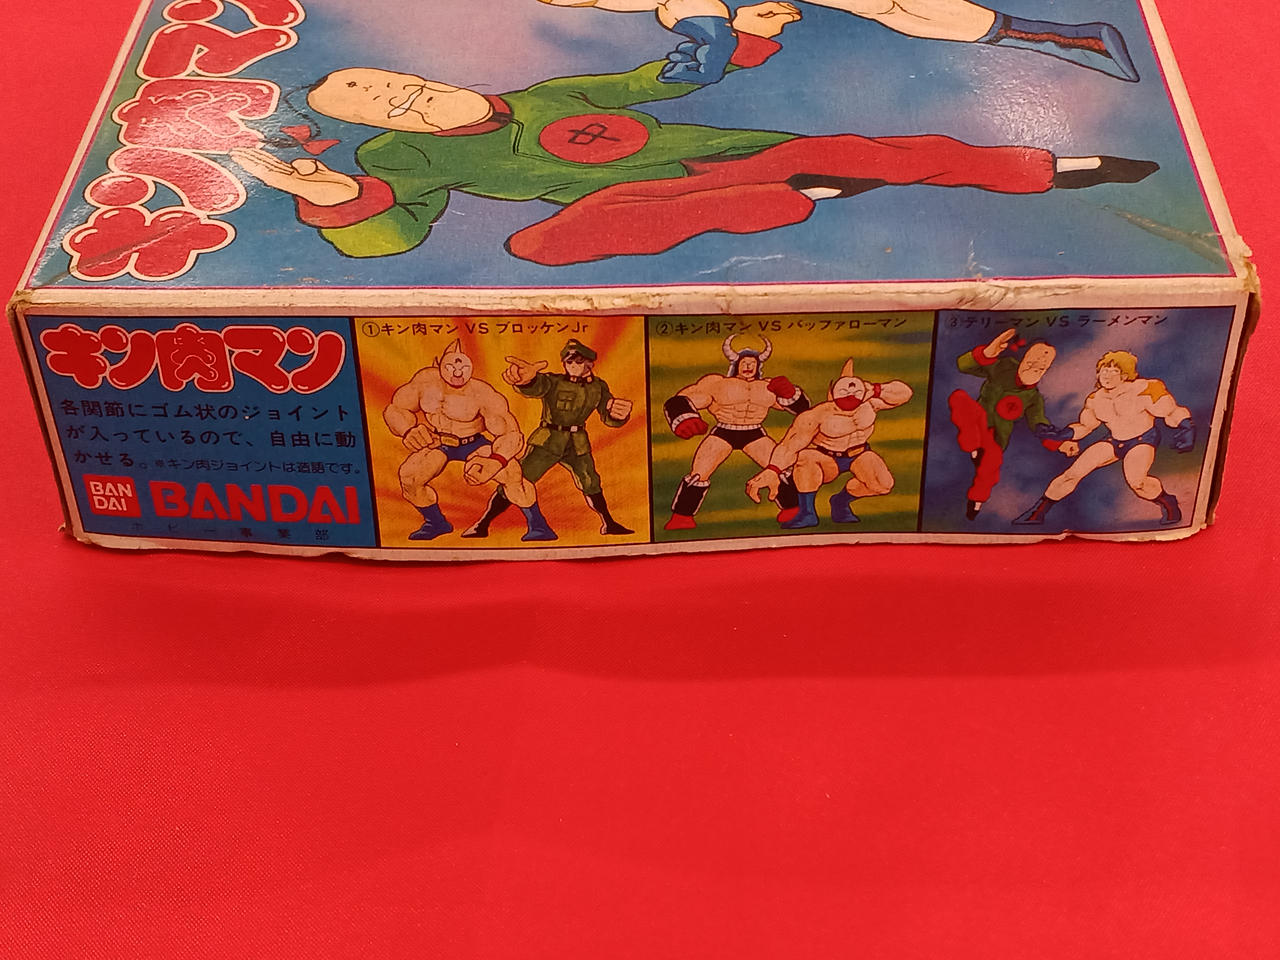 ン肉マン
キン肉マン
各関節にゴム状のジョイント
が入っているので、自由に動
かせる。※キン肉ジョイントは造語です。
BAN
DAI
BANDAI
ホビー事業部
①キン肉マン VS ブロッケンJr
②キン肉マン VS バッファローマン
③テリーマン VS ラーメンマン
中